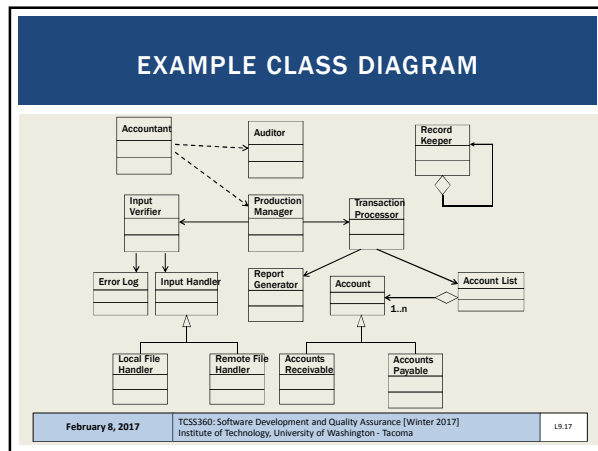 EXAMPLE CLASS DIAGRAM
Accountant
Auditor
Record
Keeper
Input
Verifier
Production
Manager
Transaction
Processor
Error Log
Input Handler
Report
Generator
Account
Account List
1..n
Local File
Handler
Remote File
Handler
Accounts
Receivable
Accounts
Payable
February 8, 2017
TCSS360: Software Development and Quality Assurance [Winter 2017]
Institute of Technology, University of Washington - Tacoma
L9.17